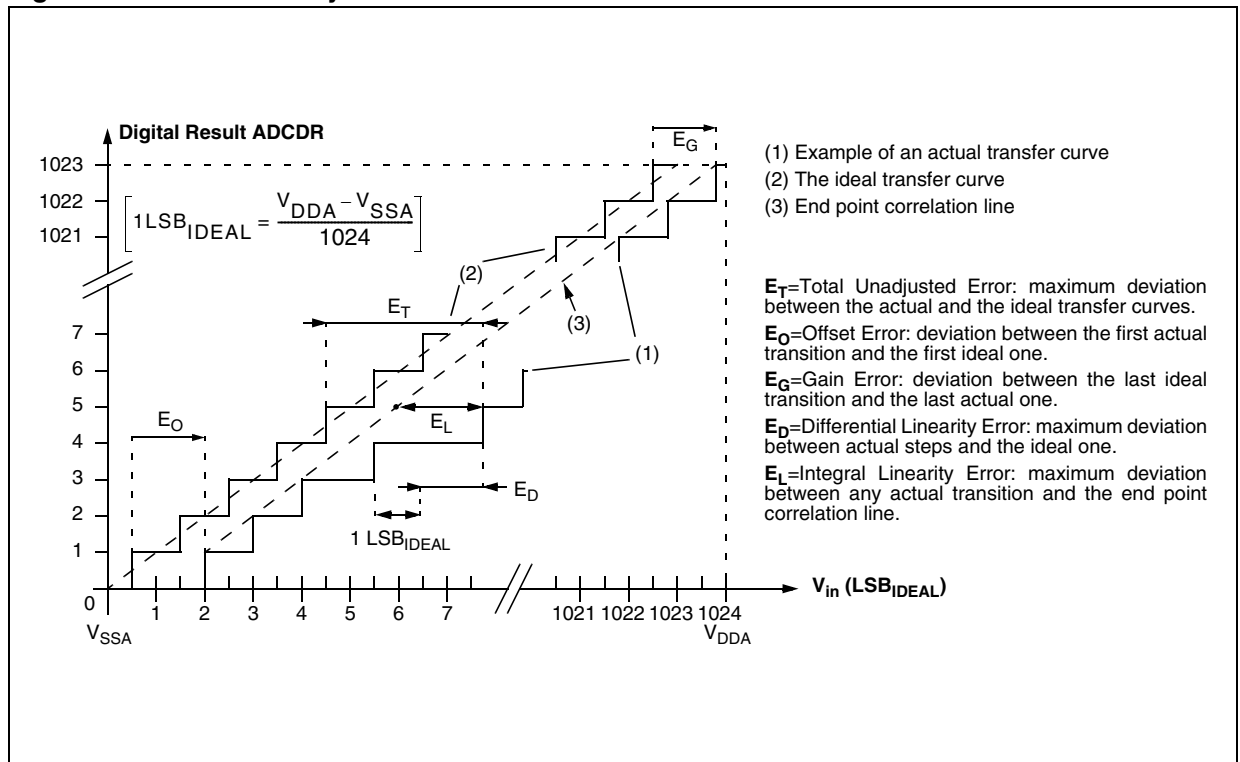 Digital Result ADCDR
1023
1022
1021
7
6
5
4
3
2
1
0
[1LSB_IDEAL = (V_DDA − V_SSA) / 1024]
E_G
(2)
(3)
(1)
E_T
E_O
E_L
E_D
1 LSB_IDEAL
1 2 3 4 5 6 7 1021 1022 1023 1024
V_SSA
V_DDA
V_in (LSB_IDEAL)
(1) Example of an actual transfer curve
(2) The ideal transfer curve
(3) End point correlation line
E_T=Total Unadjusted Error: maximum deviation
between the actual and the ideal transfer curves.
E_O=Offset Error: deviation between the first actual
transition and the first ideal one.
E_G=Gain Error: deviation between the last ideal
transition and the last actual one.
E_D=Differential Linearity Error: maximum deviation
between actual steps and the ideal one.
E_L=Integral Linearity Error: maximum deviation
between any actual transition and the end point
correlation line.